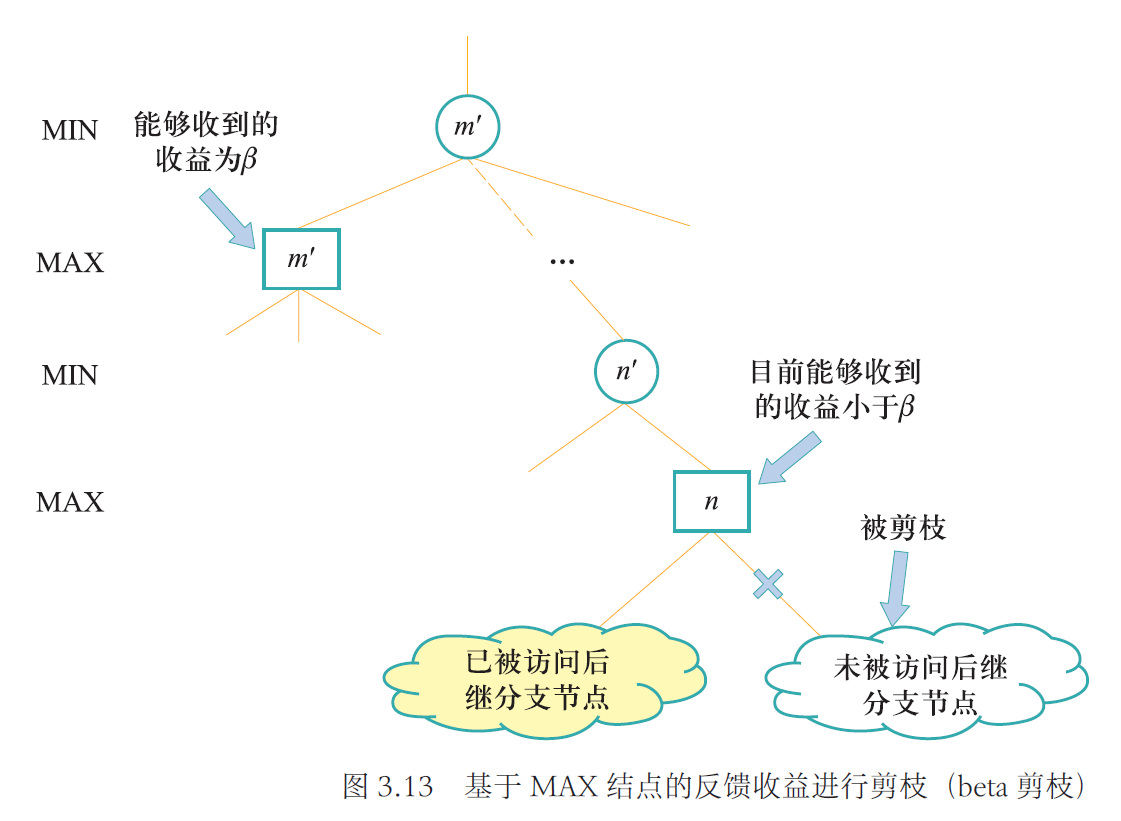 MIN
能够收到的
收益为β
m′
MAX
m′
...
MIN
n′
目前能够收到
的收益小于β
MAX
n
被剪枝
已被访问后
继分支节点
未被访问后继
分支节点
图 3.13 基于 MAX 结点的反馈收益进行剪枝（beta 剪枝）